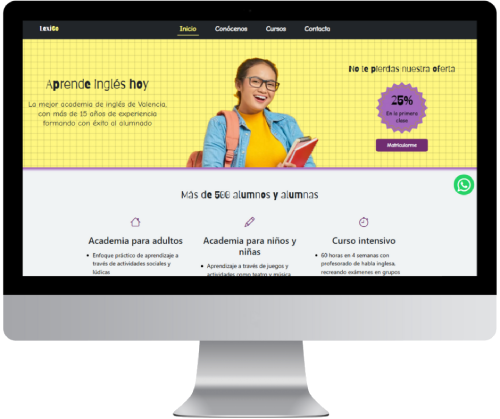 LexiGo
Inicio
Conócenos
Cursos
Contacto
Aprende inglés hoy
La mejor academia de inglés de Valencia,
con más de 15 años de experiencia
formando con éxito al alumnado
No te pierdas nuestra oferta
25%
En la primera
clase
Matricularme
Más de 500 alumnos y alumnas
Academia para adultos
Enfoque práctico de aprendizaje a
través de actividades sociales y
lúdicas
Academia para niños y
niñas
Aprendizaje a través de juegos y
actividades como teatro y música
Curso intensivo
60 horas en 4 semanas con
profesorado de habla inglesa,
recreando exámenes en grupos